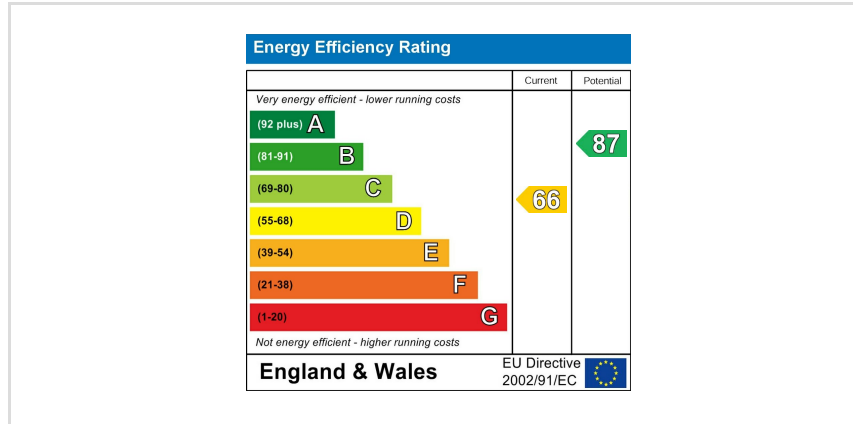 Energy Efficiency Rating
Current Potential
Very energy efficient - lower running costs
(92 plus) A
(81-91) B
87
(69-80) C
66
(55-68) D
(39-54) E
(21-38) F
(1-20) G
Not energy efficient - higher running costs
England & Wales
EU Directive
2002/91/EC